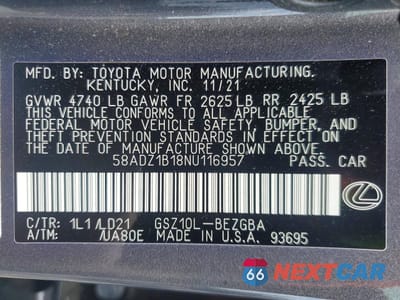 MFD. BY: TOYOTA MOTOR MANUFACTURING.
KENTUCKY, INC. 11/21
GVWR 4740 LB GAWR FR 2625 LB RR 2425 LB
THIS VEHICLE CONFORMS TO ALL APPLICABLE
FEDERAL MOTOR VEHICLE SAFETY, BUMPER, AND
THEFT PREVENTION STANDARDS IN EFFECT ON THE
DATE OF MANUFACTURE SHOWN ABOVE.
58ADZ1B18NU116957 PASS. CAR
C/TR: 1L1 /LD21 GSZ10L-BEZGBA
A/TM: /UA80E MADE IN U.S.A. 93695
66 NEXTCAR